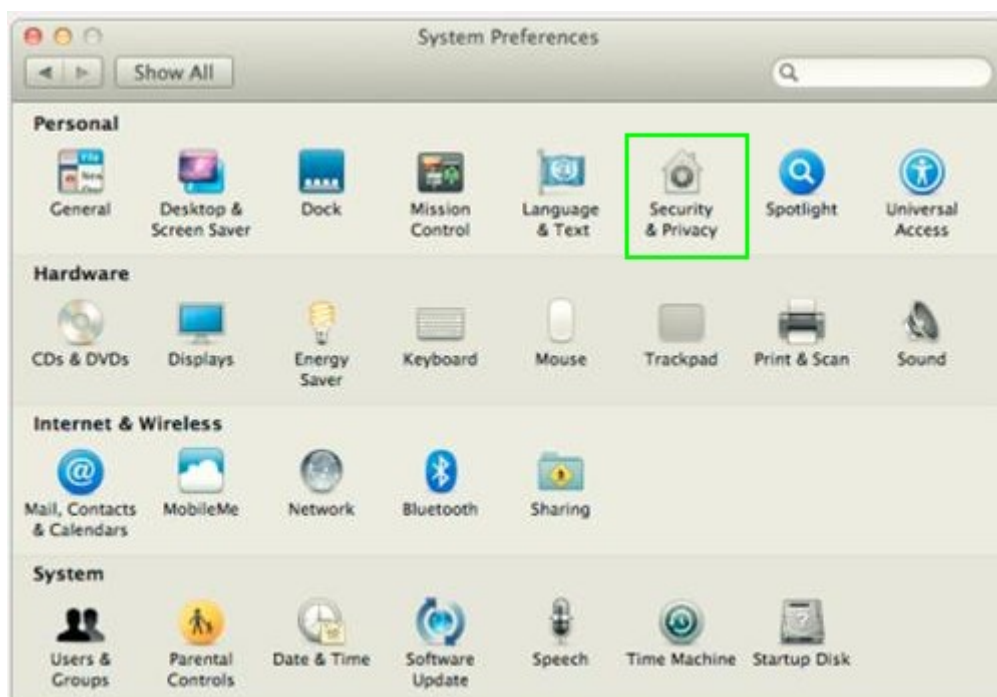 System Preferences
Show All
Personal
General
Desktop &
Screen Saver
Dock
Mission
Control
Language
& Text
Security
& Privacy
Spotlight
Universal
Access
Hardware
CDs & DVDs
Displays
Energy
Saver
Keyboard
Mouse
Trackpad
Print & Scan
Sound
Internet & Wireless
Mail, Contacts
& Calendars
MobileMe
Network
Bluetooth
Sharing
System
Users &
Groups
Parental
Controls
Date & Time
Software
Update
Speech
Time Machine
Startup Disk